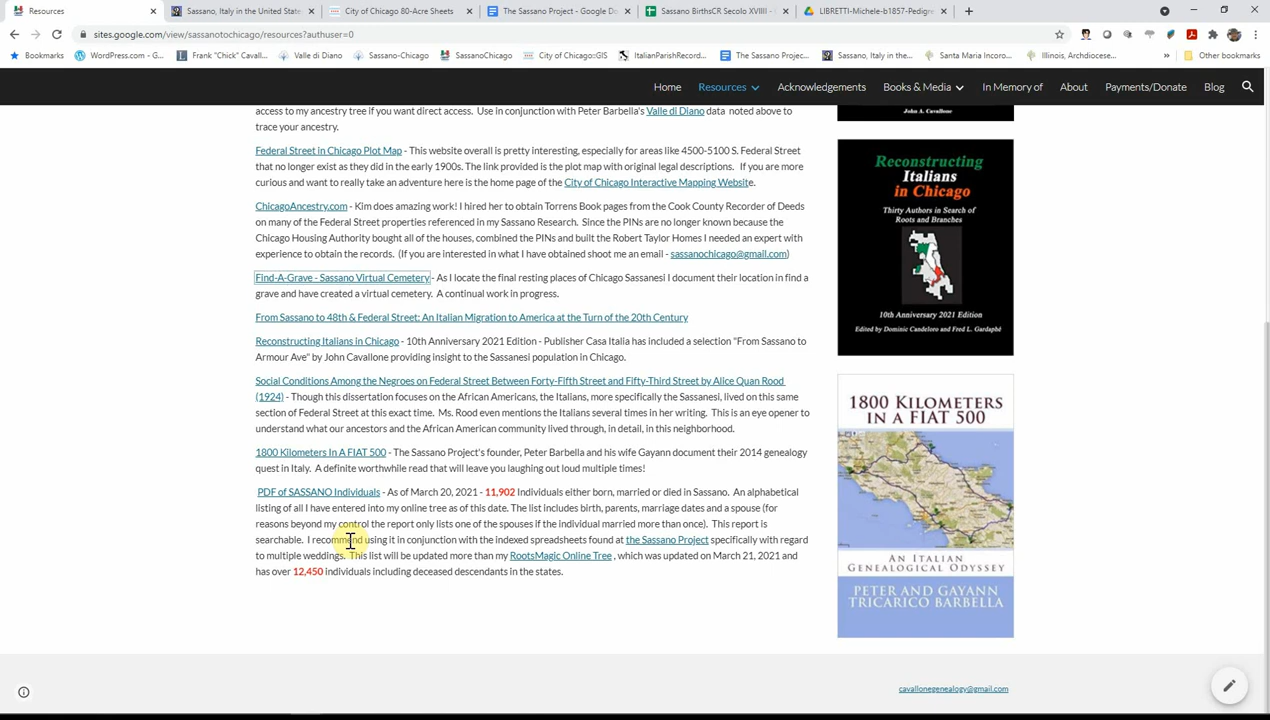 Resources
Sassano, Italy in the United State
City of Chicago 80-Acre Sheets
The Sassano Project - Google D
Sassano BirthsCR Secolo XVIIII -
LIBRETTI-Michele-b1857-Pedigre
sites.google.com/view/sassanotochicago/resources?authuser=0
Bookmarks
WordPress.com - G...
Frank "Chick" Cavall...
Valle di Diano
Sassano-Chicago
SassanoChicago
City of Chicago:GIS
ItalianParishRecord...
The Sassano Project...
Sassano, Italy in the...
Santa Maria Incoro...
Illinois, Archdiocese...
Other bookmarks
Home
Resources
Acknowledgements
Books & Media
In Memory of
About
Payments/Donate
Blog
access to my ancestry tree if you want direct access. Use in conjunction with Peter Barbella's Valle di Diano data noted above to
trace your ancestry.
Federal Street in Chicago Plot Map - This website overall is pretty interesting, especially for areas like 4500-5100 S. Federal Street
that no longer exist as they did in the early 1900s. The link provided is the plot map with original legal descriptions. If you are more
curious and want to really take an adventure here is the home page of the City of Chicago Interactive Mapping Website.
ChicagoAncestry.com - Kim does amazing work! I hired her to obtain Torrens Book pages from the Cook County Recorder of Deeds
on many of the Federal Street properties referenced in my Sassano Research. Since the PINs are no longer known because the
Chicago Housing Authority bought all of the houses, combined the PINs and built the Robert Taylor Homes I needed an expert with
experience to obtain the records. (If you are interested in what I have obtained shoot me an email - sassanochicago@gmail.com)
Find-A-Grave - Sassano Virtual Cemetery - As I locate the final resting places of Chicago Sassanesi I document their location in find a
grave and have created a virtual cemetery. A continual work in progress.
From Sassano to 48th & Federal Street: An Italian Migration to America at the Turn of the 20th Century
Reconstructing Italians in Chicago - 10th Anniversary 2021 Edition - Publisher Casa Italia has included a selection "From Sassano to
Armour Ave" by John Cavallone providing insight to the Sassanesi population in Chicago.
Social Conditions Among the Negroes on Federal Street Between Forty-Fifth Street and Fifty-Third Street by Alice Quan Rood
(1924) - Though this dissertation focuses on the African Americans, the Italians, more specifically the Sassanesi, lived on this same
section of Federal Street at this exact time. Ms. Rood even mentions the Italians several times in her writing. This is an eye opener to
understand what our ancestors and the African American community lived through, in detail, in this neighborhood.
1800 Kilometers In A FIAT 500 - The Sassano Project's founder, Peter Barbella and his wife Gayann document their 2014 genealogy
quest in Italy. A definite worthwhile read that will leave you laughing out loud multiple times!
PDF of SASSANO Individuals - As of March 20, 2021 - 11,902 Individuals either born, married or died in Sassano. An alphabetical
listing of all I have entered into my online tree as of this date. The list includes birth, parents, marriage dates and a spouse (for
reasons beyond my control the report only lists one of the spouses if the individual married more than once). This report is
searchable. I recommend using it in conjunction with the indexed spreadsheets found at the Sassano Project specifically with regard
to multiple weddings. This list will be updated more than my RootsMagic Online Tree , which was updated on March 21, 2021 and
has over 12,450 individuals including deceased descendants in the states.
John A. Cavallone
Reconstructing
Italians
in Chicago
Thirty Authors in Search of
Roots and Branches
10th Anniversary 2021 Edition
Edited by Dominic Candeloro and Fred L. Gardaphé
1800 KILOMETERS
IN A FIAT 500
AN ITALIAN
GENEALOGICAL ODYSSEY
PETER AND GAYANN
TRICARICO BARBELLA
cavallonegenealogy@gmail.com